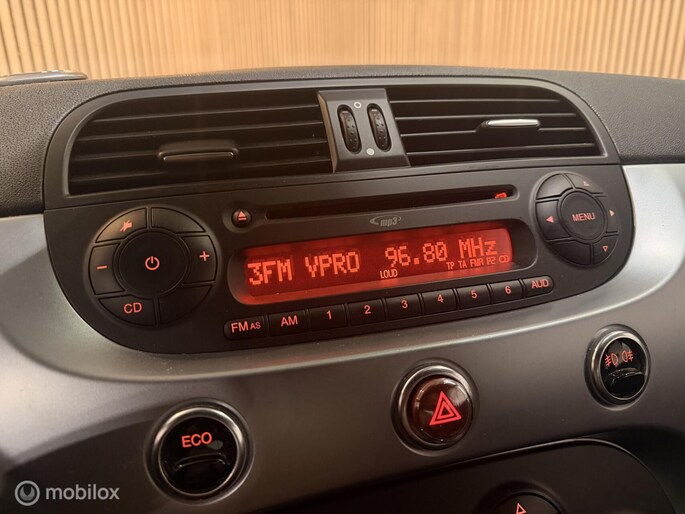 mp3
MENU
3FM VPRO 96.80 MHz
LOUD TP TA FMR P2
CD
FM AS AM 1 2 3 4 5 6 AUD
ECO
mobilox